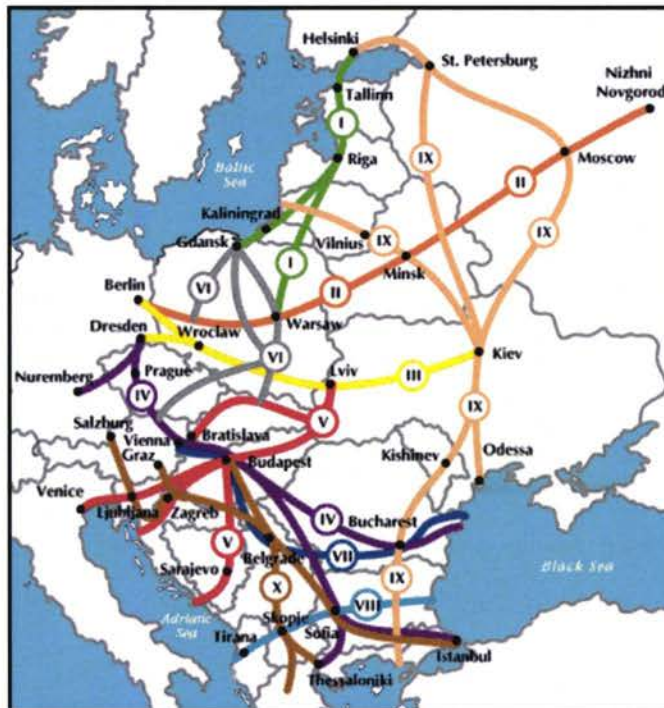 Helsinki
St. Petersburg
Nizhni
Novgorod
Tallinn
I
Riga
IX
Moscow
II
Baltic
Sea
Kaliningrad
IX
IX
Gdansk
Vilnius
I
Minsk
VI
II
Berlin
Warsaw
Dresden
Wroclaw
VI
Kiev
Prague
Lviv
III
Nuremberg
IV
IX
Salzburg
V
Vienna
Bratislava
Graz
Budapest
Kishinev
Odessa
Venice
Ljubljana
Zagreb
IV
Bucharest
V
Belgrade
VII
IX
Sarajevo
Black Sea
X
VIII
Adriatic
Sea
Skopje
Tirana
Sofia
Istanbul
Thessaloniki